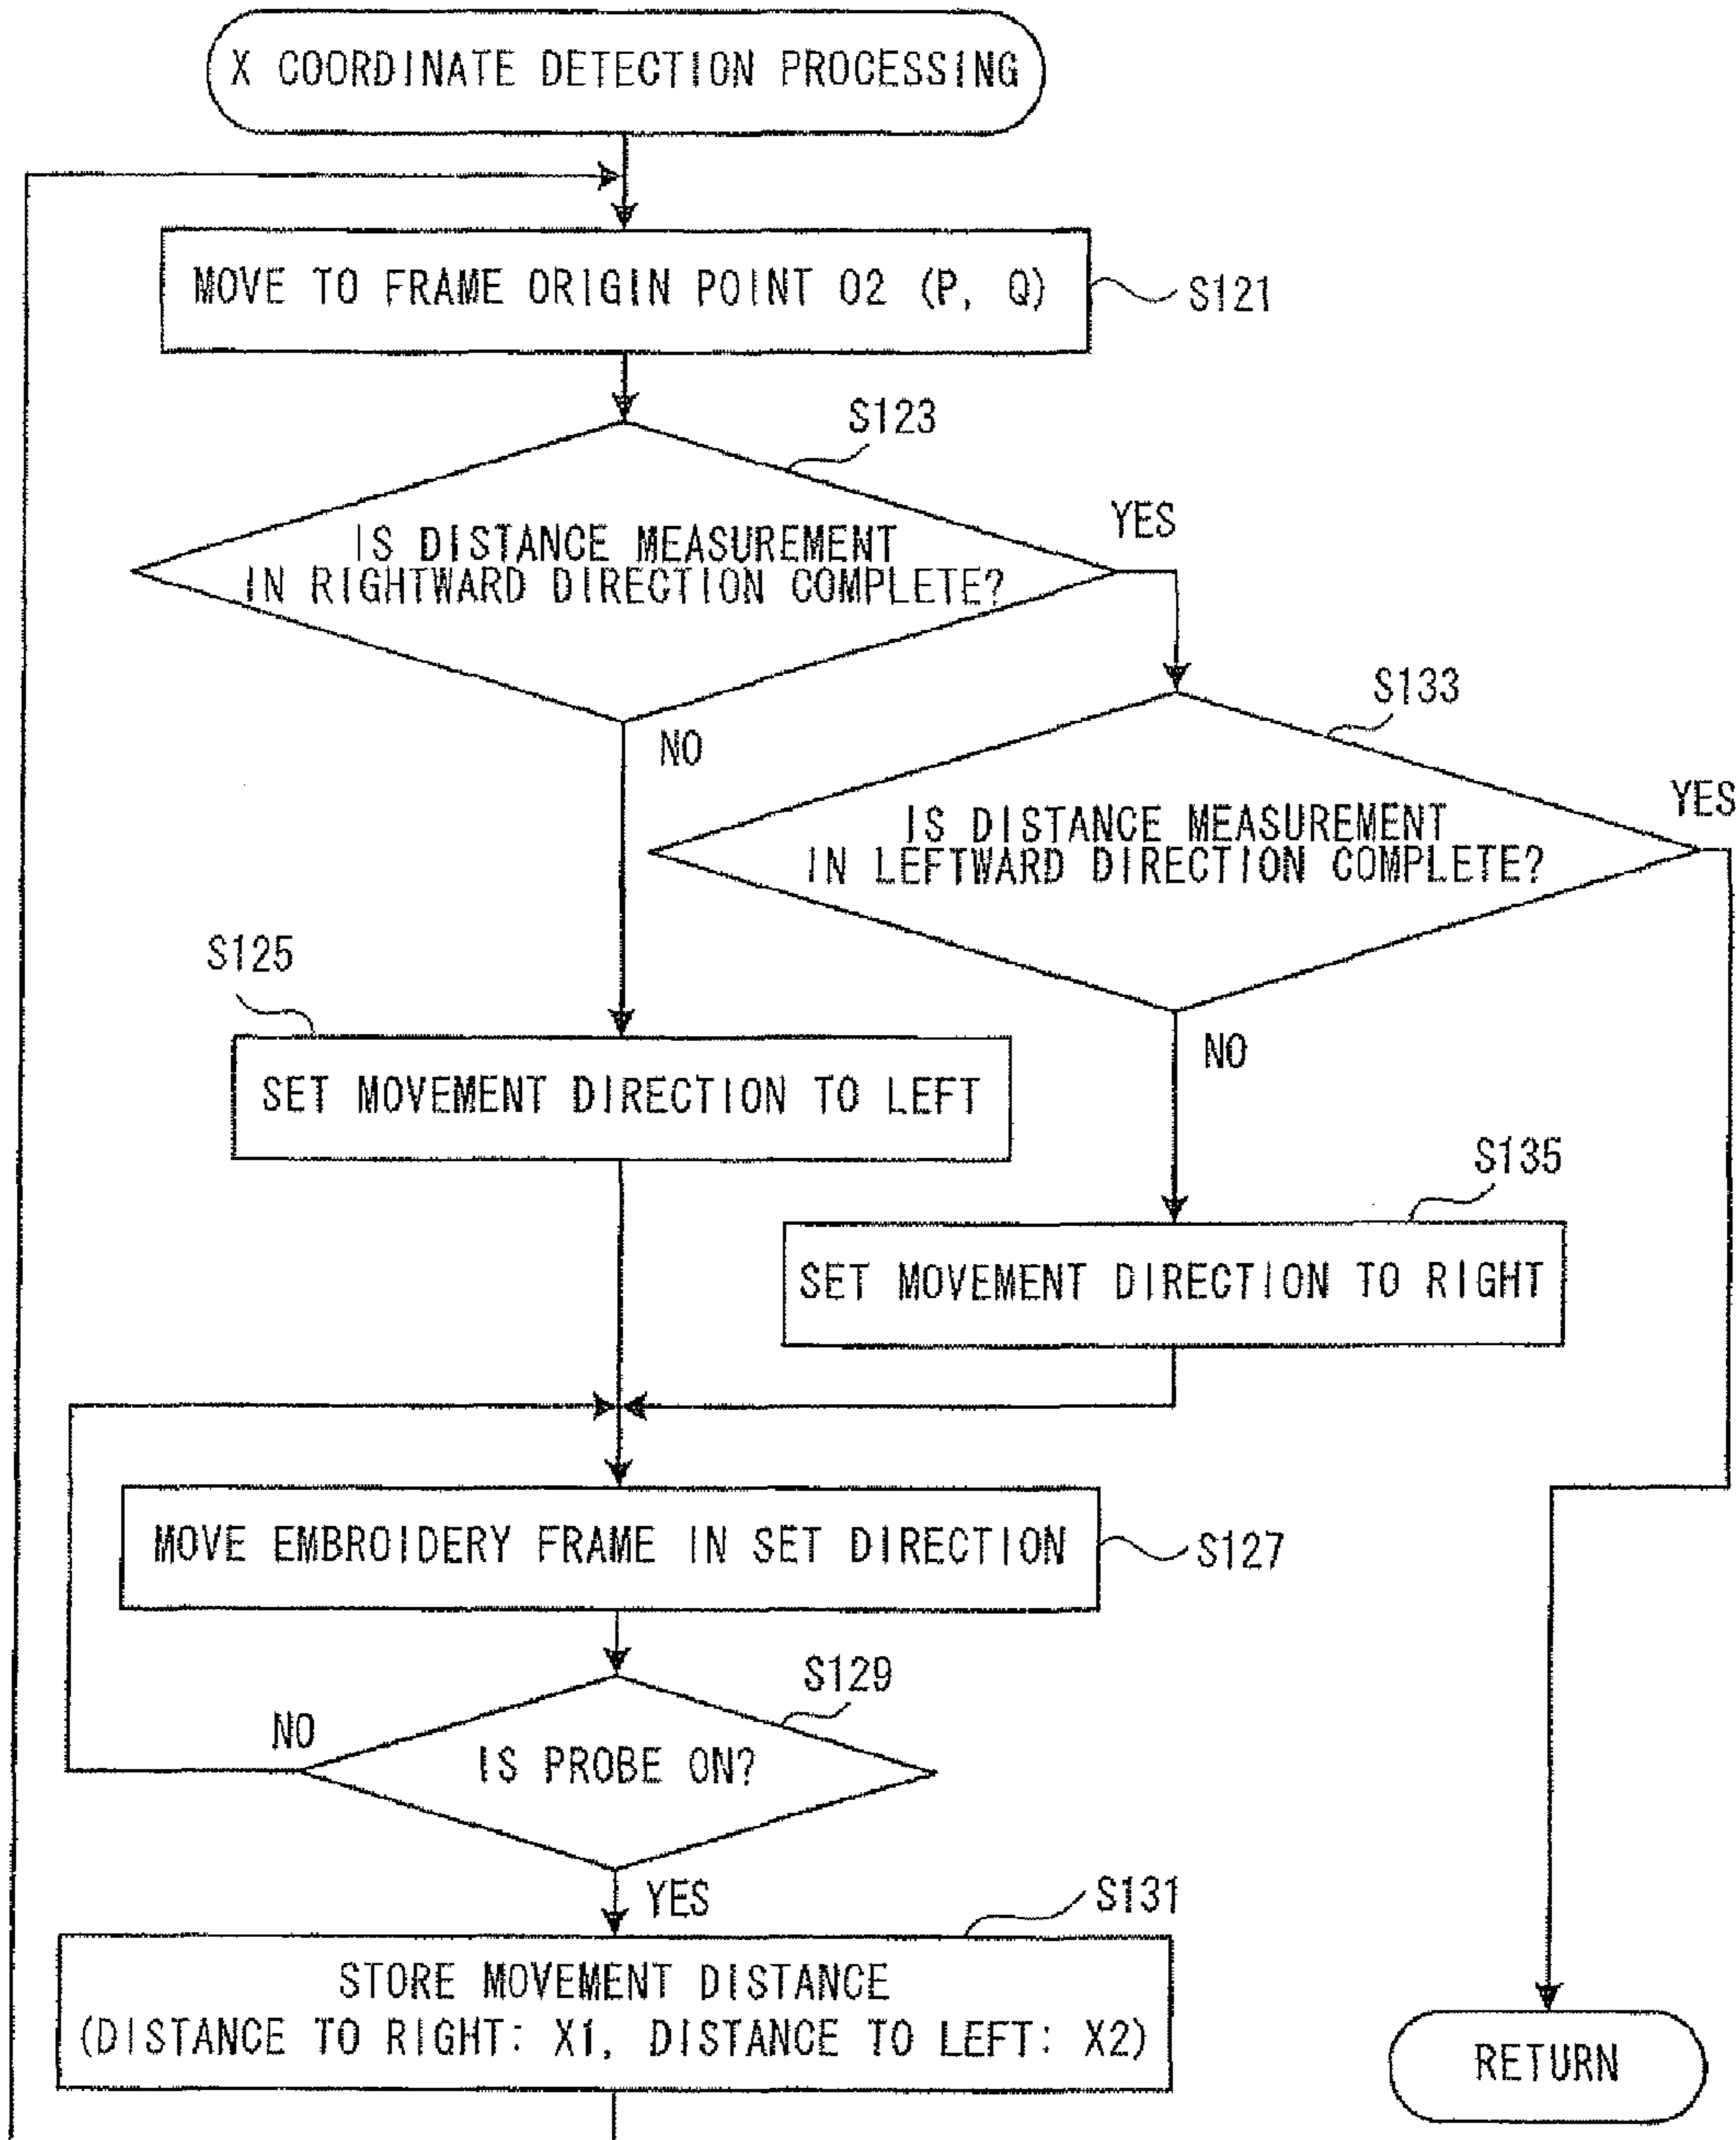 X COORDINATE DETECTION PROCESSING
MOVE TO FRAME ORIGIN POINT O2 (P, Q)
S121
S123
IS DISTANCE MEASUREMENT
IN RIGHTWARD DIRECTION COMPLETE?
YES
NO
S133
IS DISTANCE MEASUREMENT
IN LEFTWARD DIRECTION COMPLETE?
YES
NO
S125
SET MOVEMENT DIRECTION TO LEFT
S135
SET MOVEMENT DIRECTION TO RIGHT
MOVE EMBROIDERY FRAME IN SET DIRECTION
S127
S129
IS PROBE ON?
NO
YES
S131
STORE MOVEMENT DISTANCE
(DISTANCE TO RIGHT: X1, DISTANCE TO LEFT: X2)
RETURN